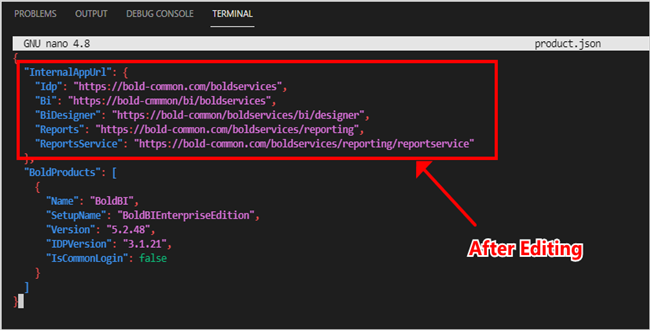 PROBLEMS OUTPUT DEBUG CONSOLE TERMINAL
GNU nano 4.8 product.json
{
"InternalAppUrl": {
"Idp": "https://bold-common.com/boldservices",
"Bi": "https://bold-cmmmon/bi/boldservices",
"BiDesigner": "https://bold-common/boldservices/bi/designer",
"Reports": "https://bold-common.com/boldservices/reporting",
"ReportsService": "https://bold-common.com/boldservices/reporting/reportservice"
},
"BoldProducts": [
{
"Name": "BoldBI",
"SetupName": "BoldBIEnterpriseEdition",
"Version": "5.2.48",
"IDPVersion": "3.1.21",
"IsCommonLogin": false
}
]
}
After Editing